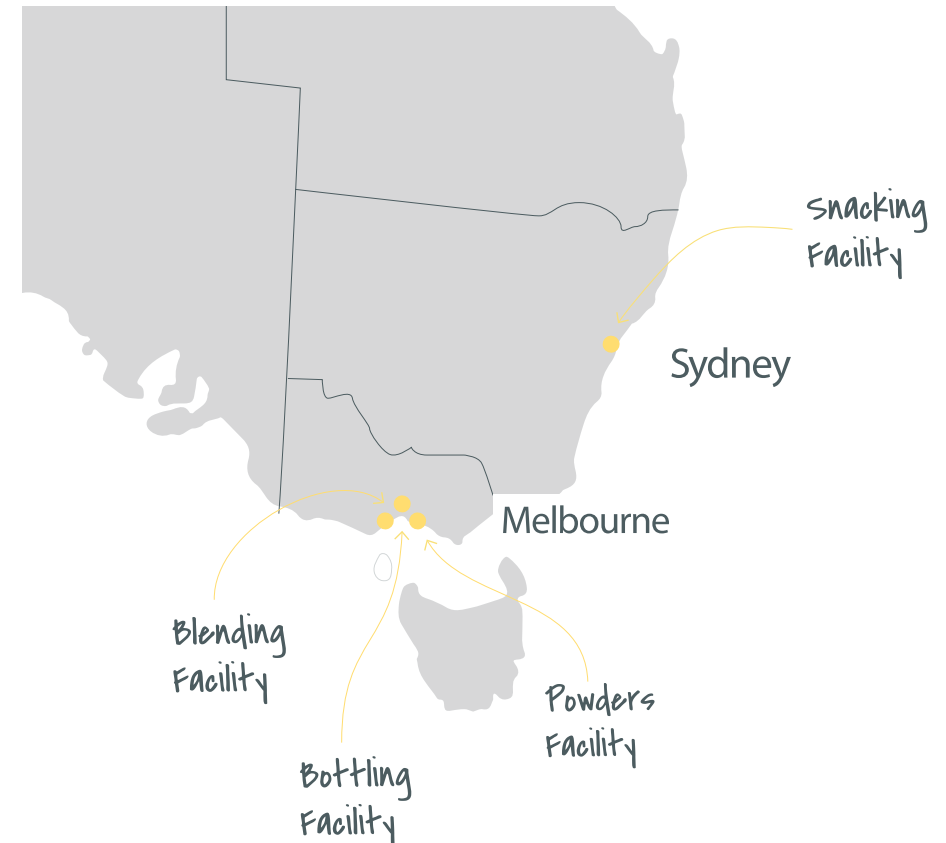 Snacking
Facility
Sydney
Melbourne
Blending
Facility
Powders
Facility
Bottling
Facility